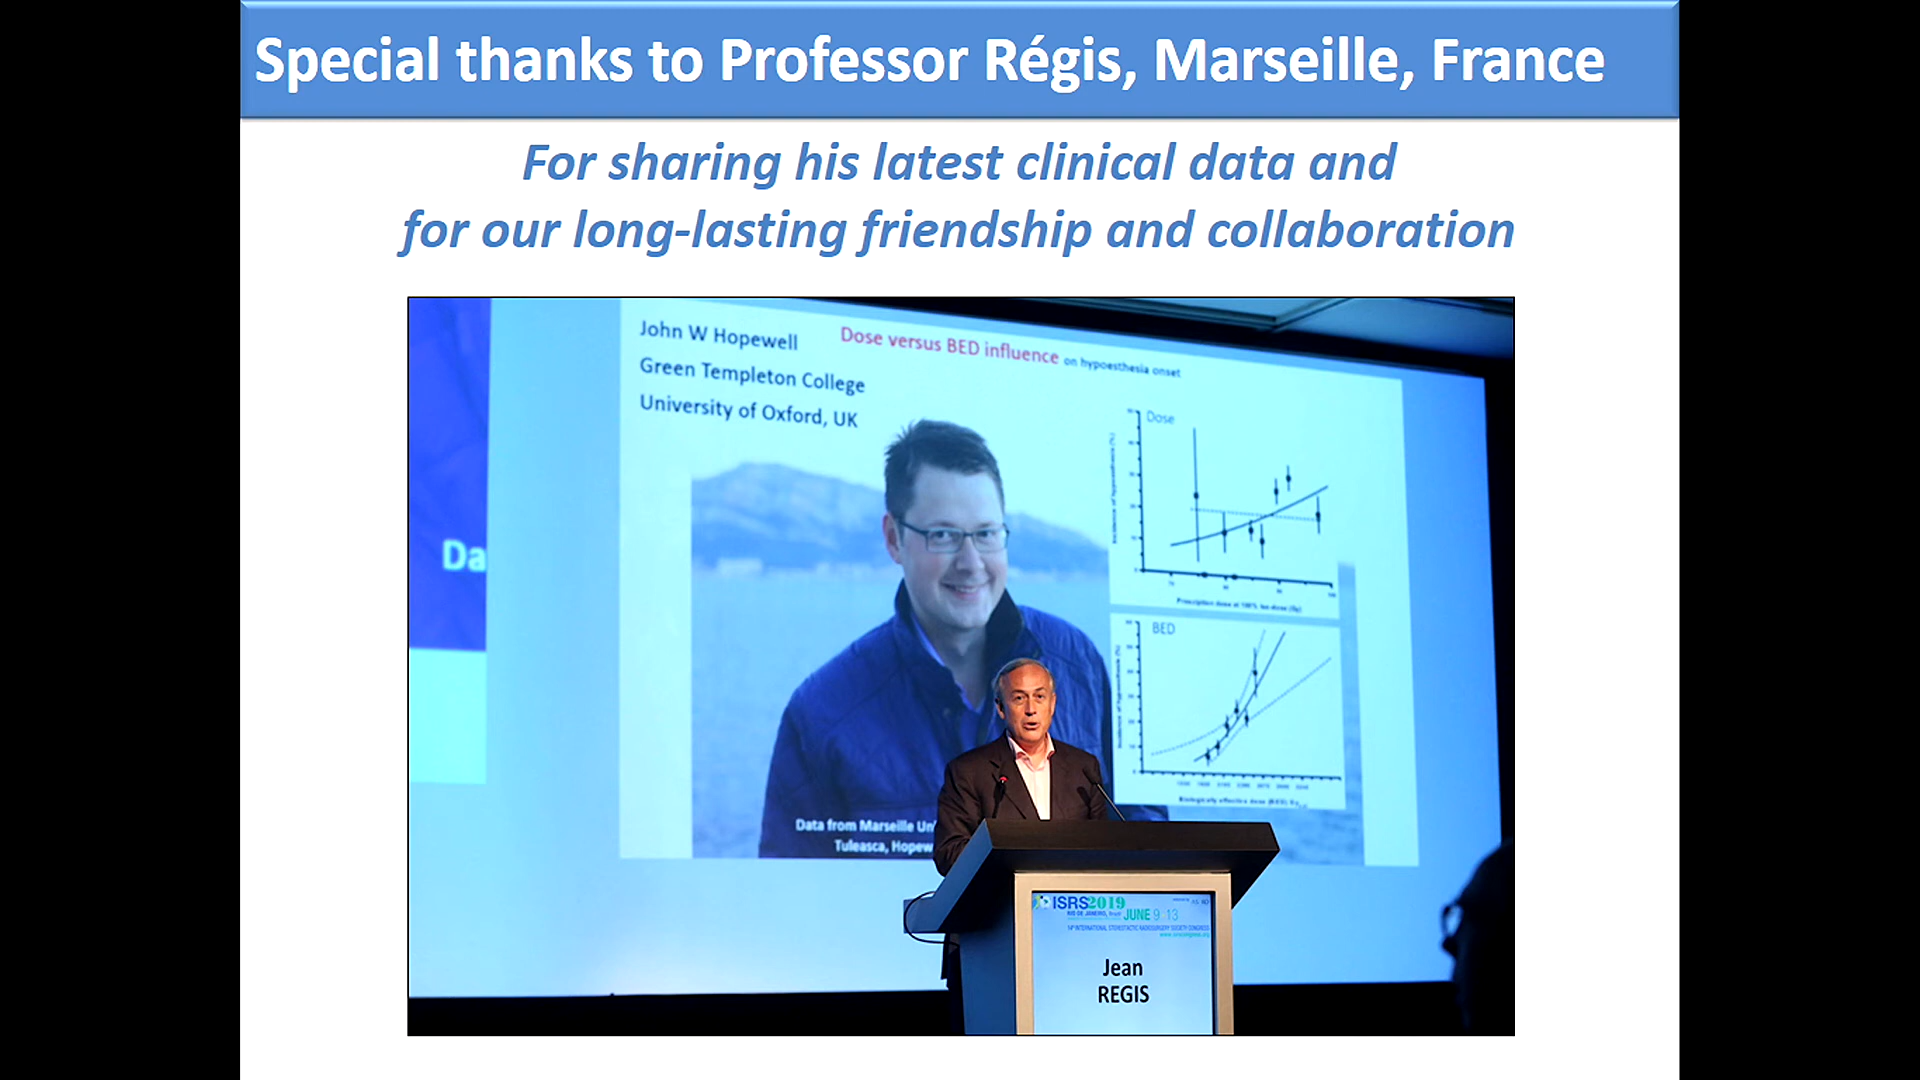 Special thanks to Professor Régis, Marseille, France
For sharing his latest clinical data and
for our long-lasting friendship and collaboration
John W Hopewell
Green Templeton College
University of Oxford, UK
Dose versus BED influence on hypoesthesia onset
Dose
BED
Da
Data from Marseille Un
Tuleasca, Hopew
ISRS2019
RIO DE JANEIRO, Brazil JUNE 9-13
14th INTERNATIONAL STEREOTACTIC RADIOSURGERY SOCIETY CONGRESS
Jean
REGIS